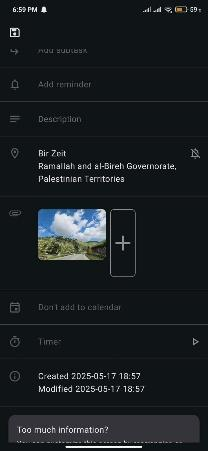 6:59 PM
59
Add subtask
Add reminder
Description
Bir Zeit
Ramallah and al-Bireh Governorate,
Palestinian Territories
Don't add to calendar
Timer
Created 2025-05-17 18:57
Modified 2025-05-17 18:57
Too much information?
You can customize this screen by rearranging or